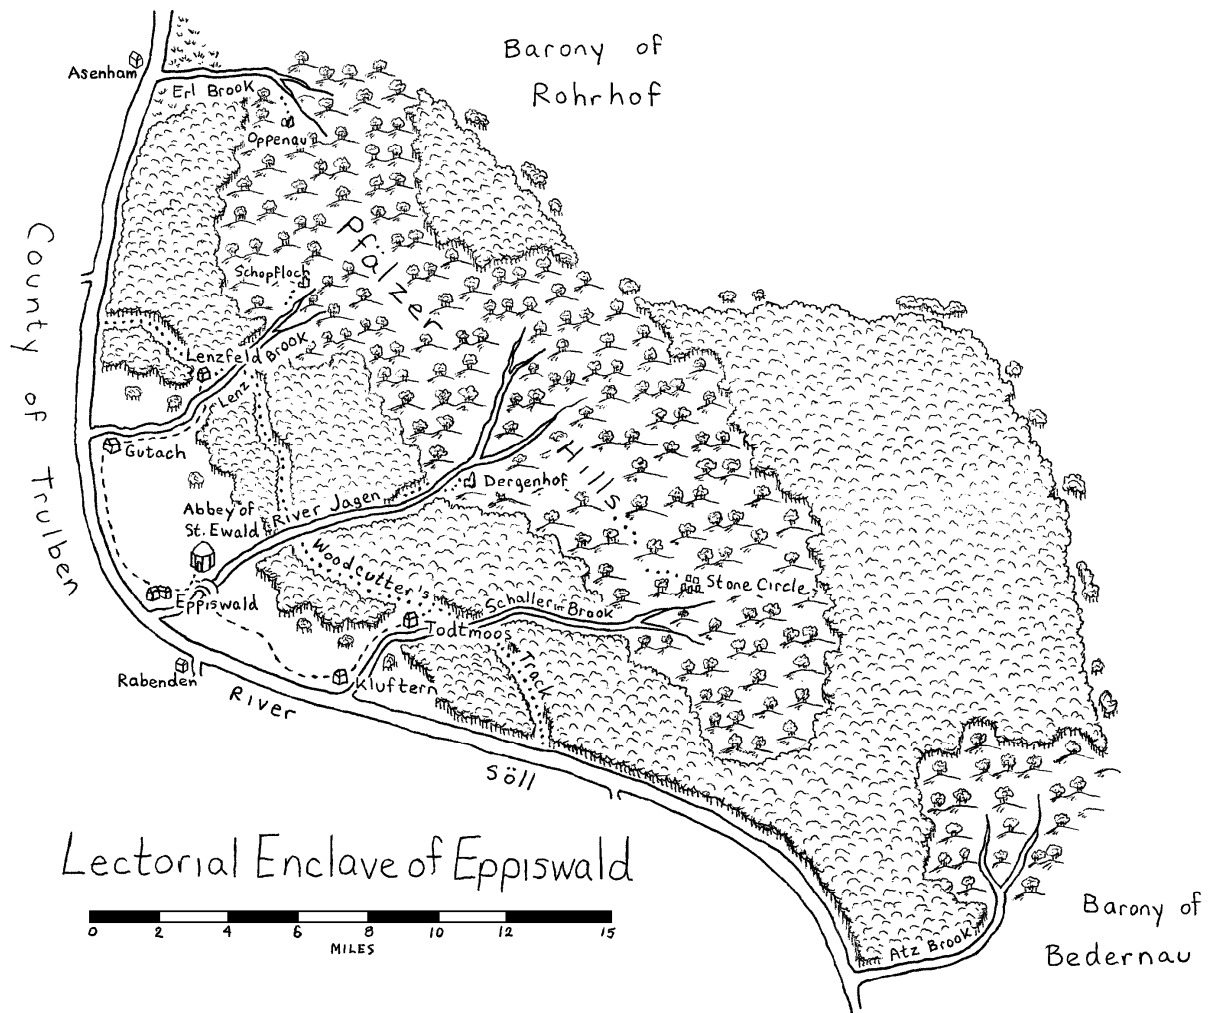 Barony of
Rohrhof
Asenham
Erl Brook
Oppenau
County of Trulben
Pfälzer
Hills
Schopfloch
Lenzfeld
Lenz Brook
Gutach
Dergenhof
River Jagen
Abbey of
St. Ewald
Woodcutter's
Track
Stone Circle
Schallern Brook
Eppiswald
Todtmoos
Rabenden
Kluftern
River
Söll
Lectorial Enclave of Eppiswald
0 2 4 6 8 10 12 15
MILES
Barony of
Bedernau
Atz Brook